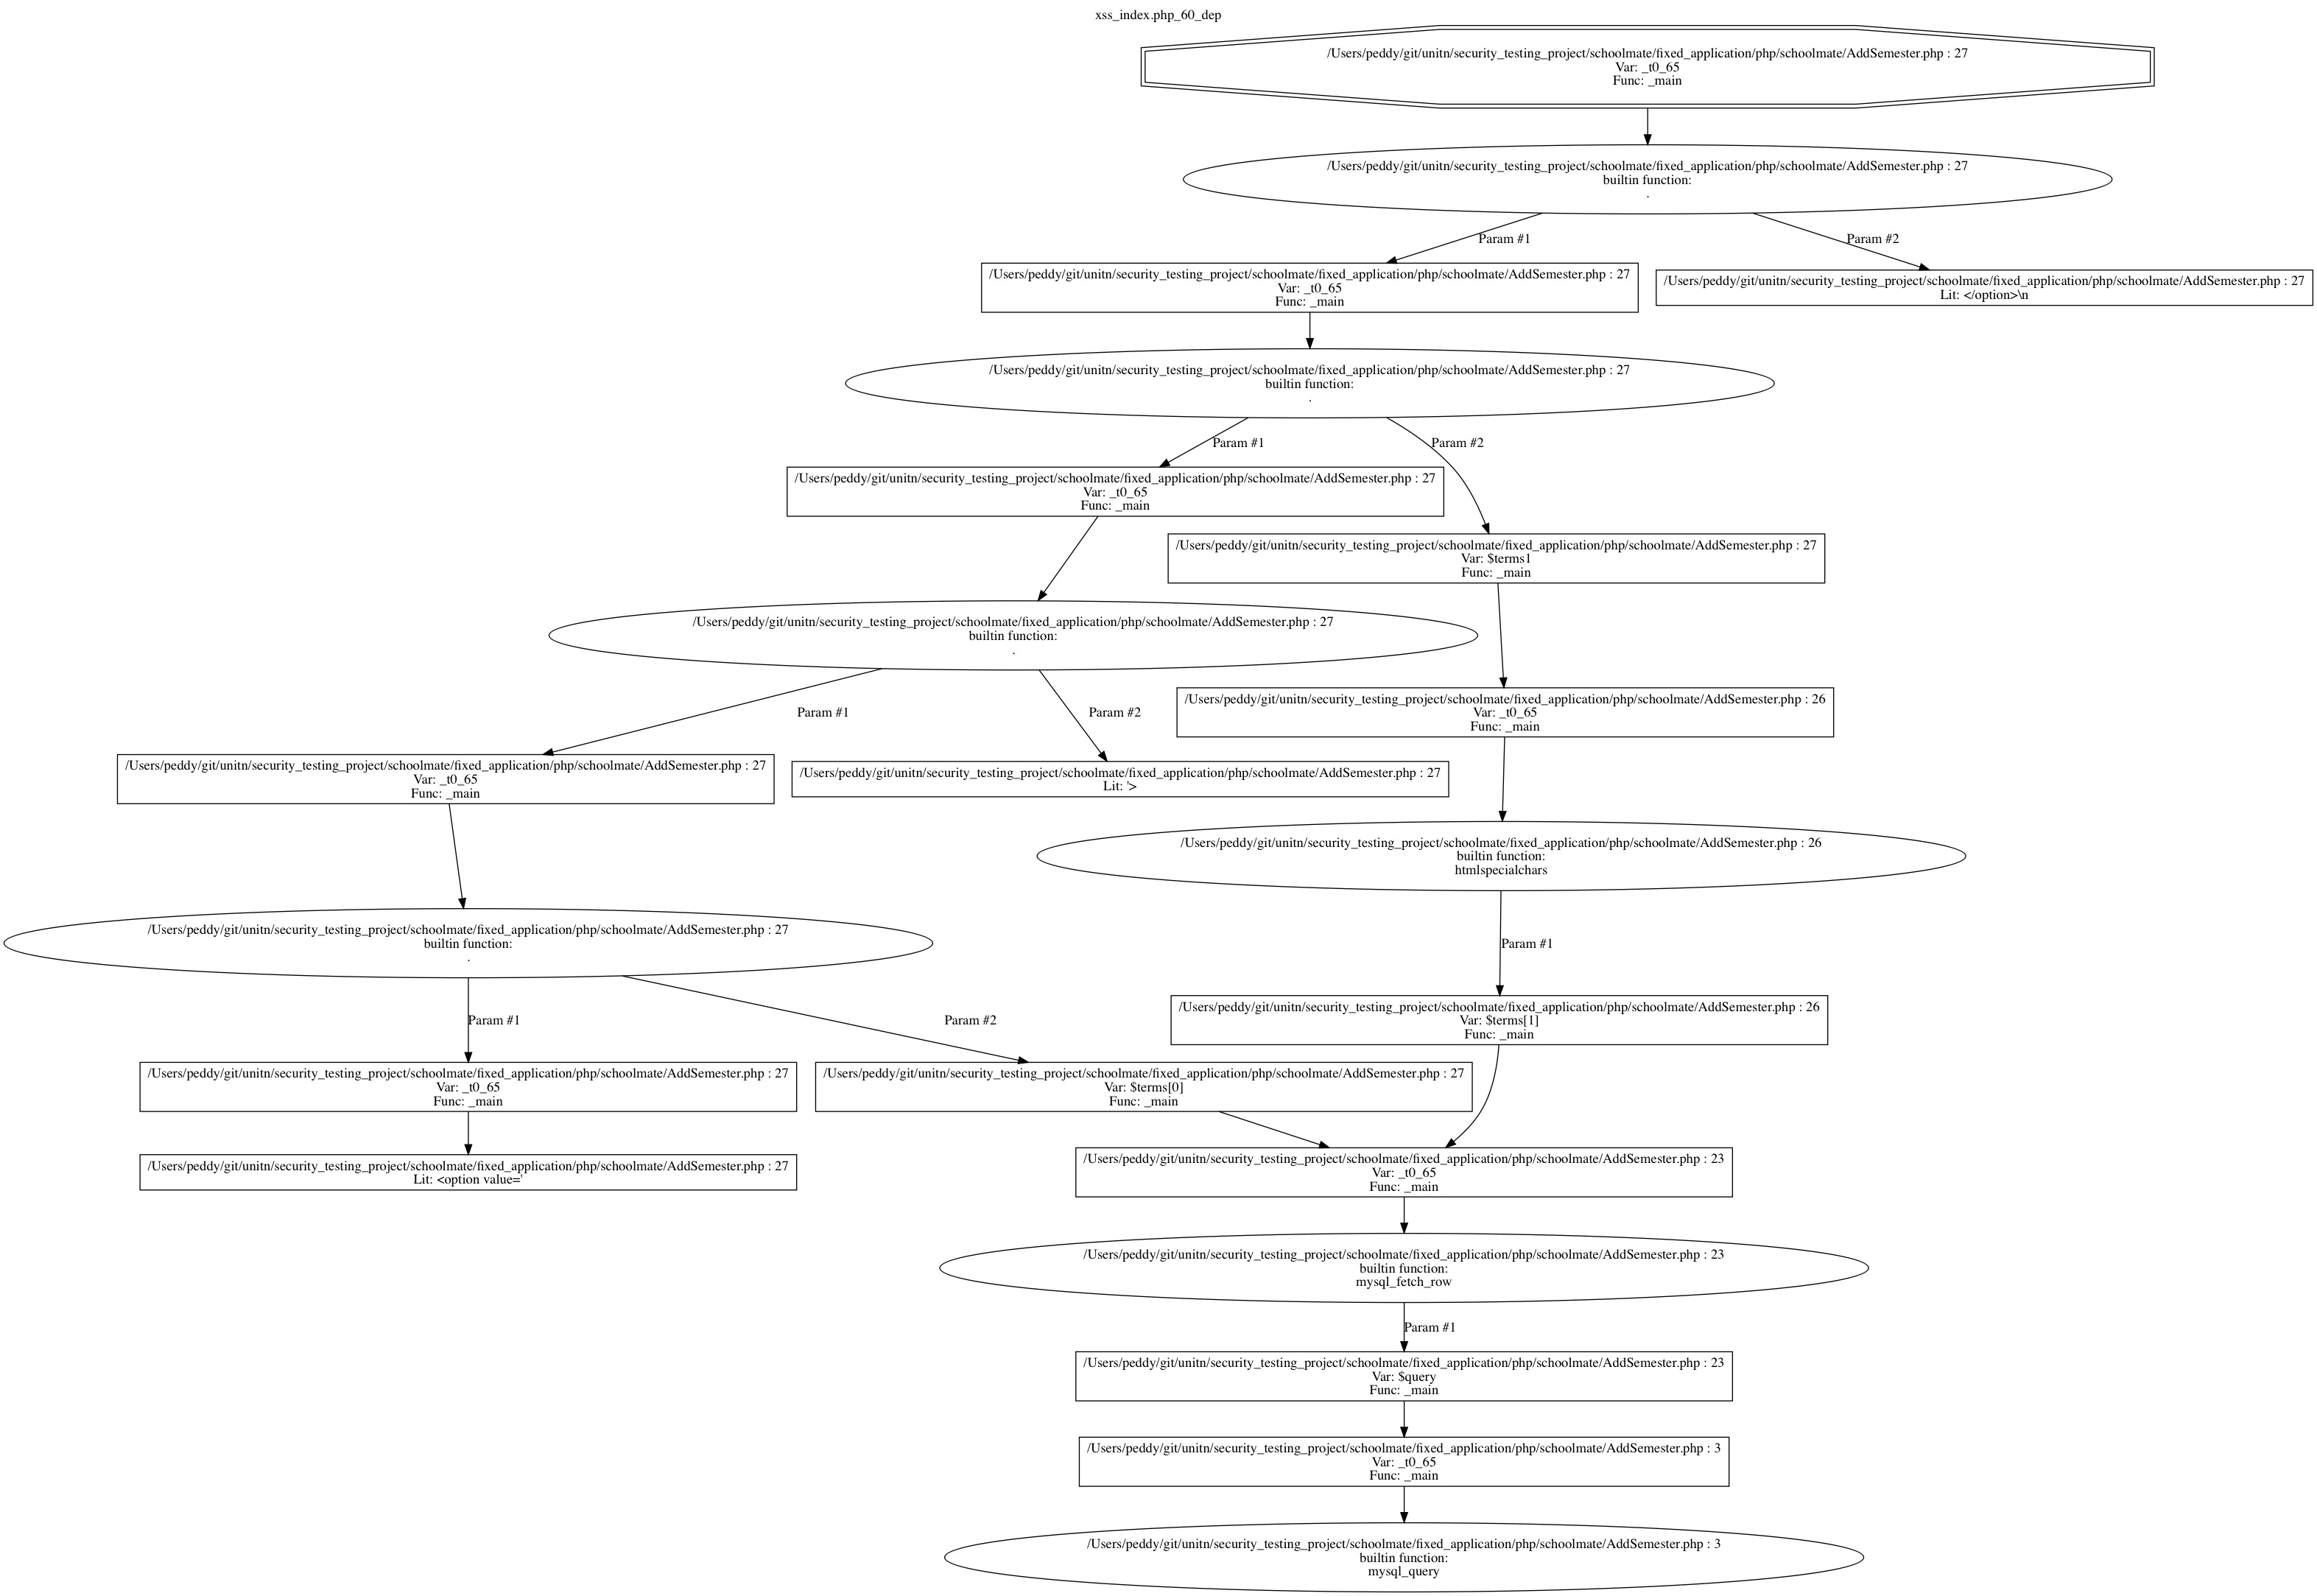 xss_index.php_60_dep
/Users/peddy/git/unitn/security_testing_project/schoolmate/fixed_application/php/schoolmate/AddSemester.php : 27
Var: _t0_65
Func: _main
/Users/peddy/git/unitn/security_testing_project/schoolmate/fixed_application/php/schoolmate/AddSemester.php : 27
builtin function:
.
Param #1
Param #2
/Users/peddy/git/unitn/security_testing_project/schoolmate/fixed_application/php/schoolmate/AddSemester.php : 27
Var: _t0_65
Func: _main
/Users/peddy/git/unitn/security_testing_project/schoolmate/fixed_application/php/schoolmate/AddSemester.php : 27
Lit: </option>\n
/Users/peddy/git/unitn/security_testing_project/schoolmate/fixed_application/php/schoolmate/AddSemester.php : 27
builtin function:
.
Param #1
Param #2
/Users/peddy/git/unitn/security_testing_project/schoolmate/fixed_application/php/schoolmate/AddSemester.php : 27
Var: _t0_65
Func: _main
/Users/peddy/git/unitn/security_testing_project/schoolmate/fixed_application/php/schoolmate/AddSemester.php : 27
Var: $terms1
Func: _main
/Users/peddy/git/unitn/security_testing_project/schoolmate/fixed_application/php/schoolmate/AddSemester.php : 27
builtin function:
.
Param #1
Param #2
/Users/peddy/git/unitn/security_testing_project/schoolmate/fixed_application/php/schoolmate/AddSemester.php : 26
Var: _t0_65
Func: _main
/Users/peddy/git/unitn/security_testing_project/schoolmate/fixed_application/php/schoolmate/AddSemester.php : 27
Var: _t0_65
Func: _main
/Users/peddy/git/unitn/security_testing_project/schoolmate/fixed_application/php/schoolmate/AddSemester.php : 27
Lit: '>
/Users/peddy/git/unitn/security_testing_project/schoolmate/fixed_application/php/schoolmate/AddSemester.php : 26
builtin function:
htmlspecialchars
/Users/peddy/git/unitn/security_testing_project/schoolmate/fixed_application/php/schoolmate/AddSemester.php : 27
builtin function:
.
Param #1
Param #1
Param #2
/Users/peddy/git/unitn/security_testing_project/schoolmate/fixed_application/php/schoolmate/AddSemester.php : 26
Var: $terms[1]
Func: _main
/Users/peddy/git/unitn/security_testing_project/schoolmate/fixed_application/php/schoolmate/AddSemester.php : 27
Var: _t0_65
Func: _main
/Users/peddy/git/unitn/security_testing_project/schoolmate/fixed_application/php/schoolmate/AddSemester.php : 27
Var: $terms[0]
Func: _main
/Users/peddy/git/unitn/security_testing_project/schoolmate/fixed_application/php/schoolmate/AddSemester.php : 27
Lit: <option value='
/Users/peddy/git/unitn/security_testing_project/schoolmate/fixed_application/php/schoolmate/AddSemester.php : 23
Var: _t0_65
Func: _main
/Users/peddy/git/unitn/security_testing_project/schoolmate/fixed_application/php/schoolmate/AddSemester.php : 23
builtin function:
mysql_fetch_row
Param #1
/Users/peddy/git/unitn/security_testing_project/schoolmate/fixed_application/php/schoolmate/AddSemester.php : 23
Var: $query
Func: _main
/Users/peddy/git/unitn/security_testing_project/schoolmate/fixed_application/php/schoolmate/AddSemester.php : 3
Var: _t0_65
Func: _main
/Users/peddy/git/unitn/security_testing_project/schoolmate/fixed_application/php/schoolmate/AddSemester.php : 3
builtin function:
mysql_query